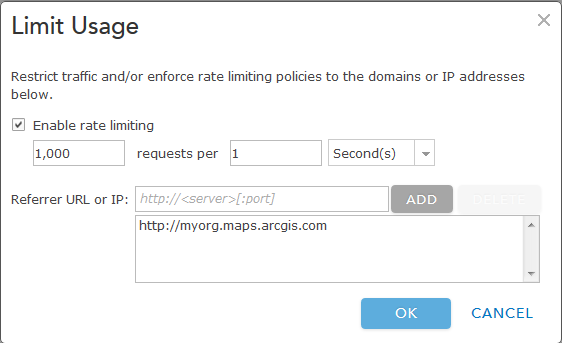 Limit Usage
Restrict traffic and/or enforce rate limiting policies to the domains or IP addresses
below.
Enable rate limiting
1,000 requests per 1 Second(s)
Referrer URL or IP: http://<server>[:port] ADD DELETE
http://myorg.maps.arcgis.com
OK CANCEL